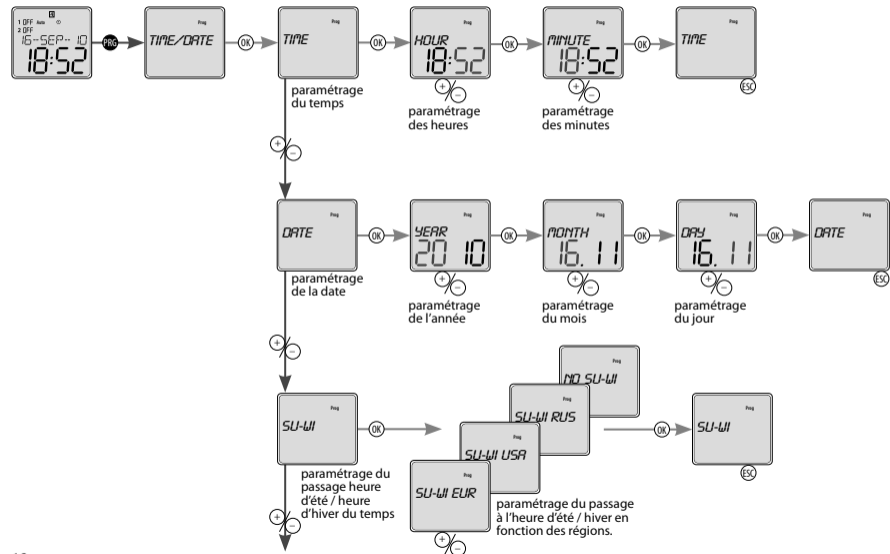 1 OFF Auto
2 OFF
16-SEP-- 10
18:52
PRG
Prog
TIME/DATE
OK
Prog
TIME
OK
Prog
HOUR
18:52
OK
Prog
MINUTE
18:52
OK
Prog
TIME
ESC
paramétrage
du temps
+/−
paramétrage
des heures
+/−
paramétrage
des minutes
+/−
Prog
DATE
OK
Prog
YEAR
20 10
OK
Prog
MONTH
16. 11
OK
Prog
DAY
16. 11
OK
Prog
DATE
ESC
paramétrage
de la date
+/−
paramétrage
de l'année
+/−
paramétrage
du mois
+/−
paramétrage
du jour
+/−
Prog
SU-WI
OK
Prog
NO SU-WI
Prog
SU-WI RUS
Prog
SU-WI USA
Prog
SU-WI EUR
OK
Prog
SU-WI
ESC
paramétrage du
passage heure
d'été / heure
d'hiver du temps
+/−
paramétrage du passage
à l'heure d'été / hiver en
fonction des régions.
+/−